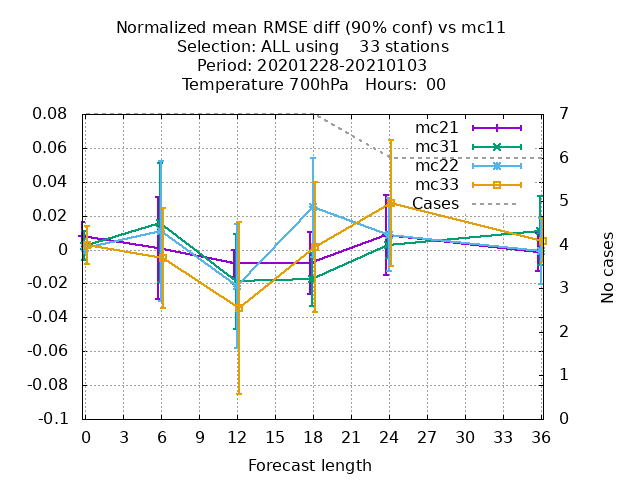 Normalized mean RMSE diff (90% conf) vs mc11
Selection: ALL using    33 stations
Period: 20201228-20210103
Temperature 700hPa   Hours:  00
0.08
0.06
0.04
0.02
0
-0.02
-0.04
-0.06
-0.08
-0.1
mc21
mc31
mc22
mc33
Cases
7
6
5
4
3
2
1
0
No cases
0 3 6 9 12 15 18 21 24 27 30 33 36
Forecast length